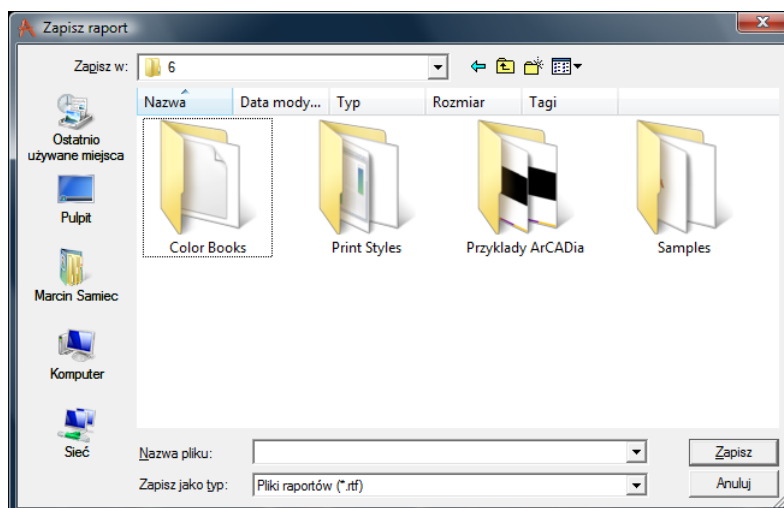 Zapisz raport
Zapisz w:
6
Nazwa Data mody... Typ Rozmiar Tagi
Ostatnio
używane miejsca
Pulpit
Marcin Samiec
Komputer
Sieć
Color Books Print Styles Przykłady ArCADia Samples
Nazwa pliku:
Zapisz
Zapisz jako typ: Pliki raportów (*.rtf)
Anuluj